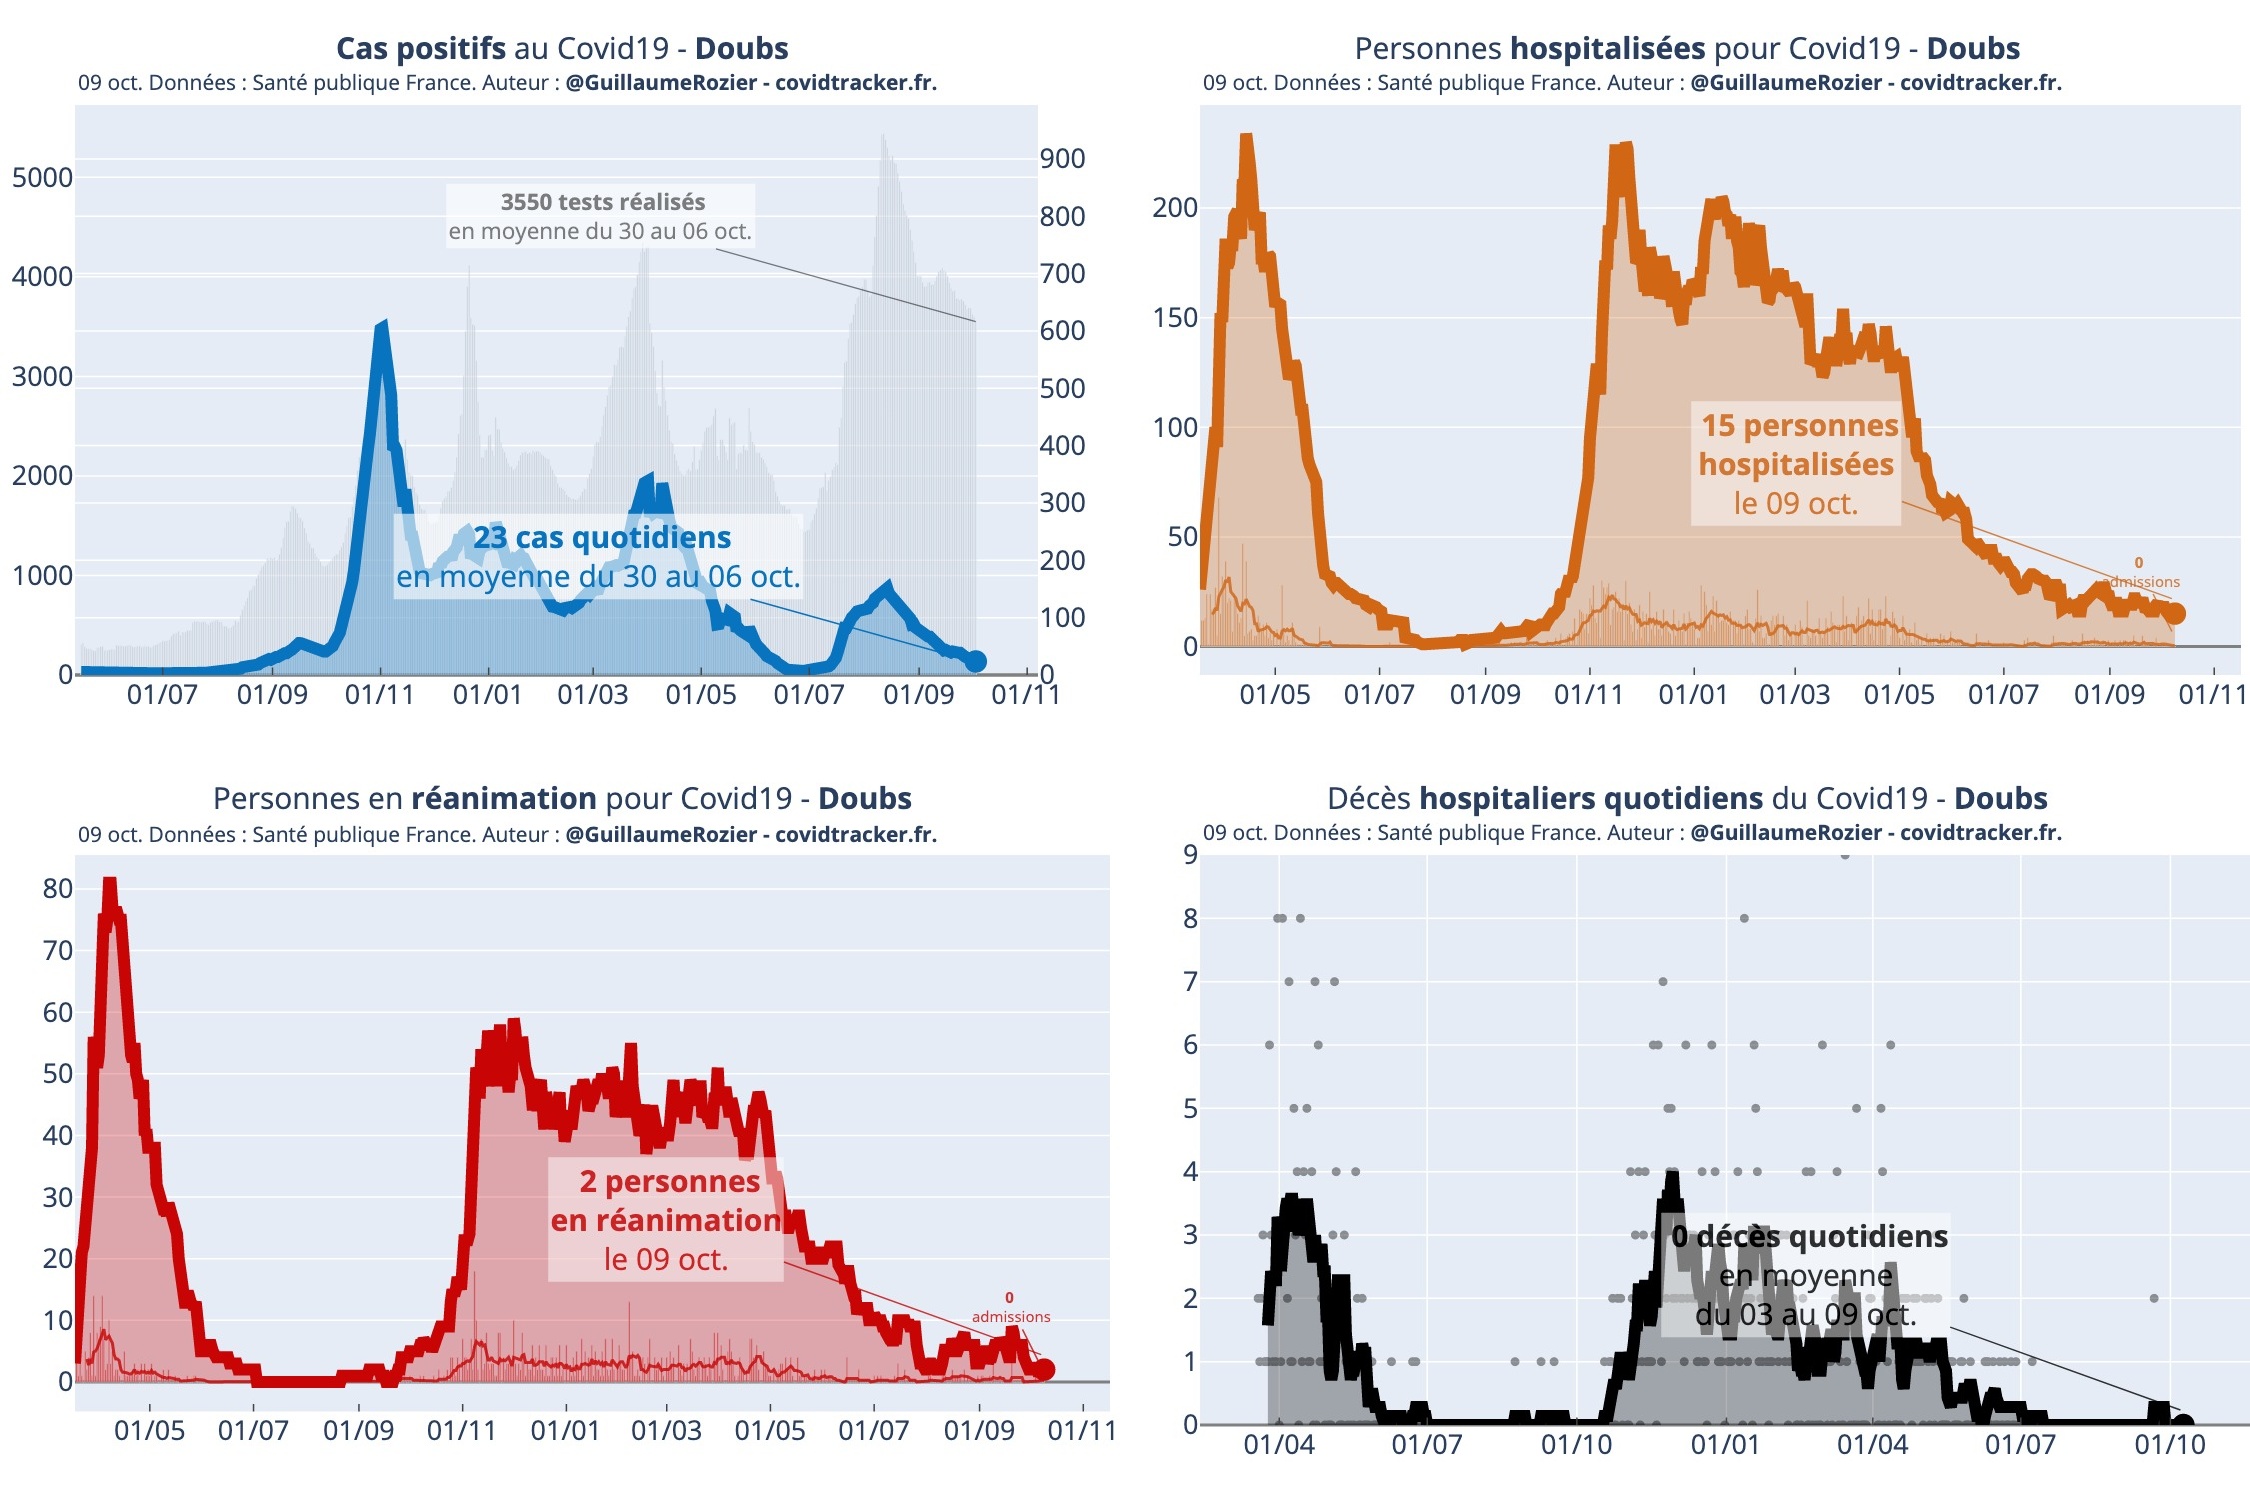 Cas positifs au Covid19 - Doubs
09 oct. Données : Santé publique France. Auteur : @GuillaumeRozier - covidtracker.fr.
5000
4000
3000
2000
1000
0
900
800
700
600
500
400
300
200
100
0
3550 tests réalisés
en moyenne du 30 au 06 oct.
23 cas quotidiens
en moyenne du 30 au 06 oct.
01/07 01/09 01/11 01/01 01/03 01/05 01/07 01/09 01/11
Personnes hospitalisées pour Covid19 - Doubs
09 oct. Données : Santé publique France. Auteur : @GuillaumeRozier - covidtracker.fr.
200
150
100
50
0
15 personnes
hospitalisées
le 09 oct.
0
admissions
01/05 01/07 01/09 01/11 01/01 01/03 01/05 01/07 01/09 01/11
Personnes en réanimation pour Covid19 - Doubs
09 oct. Données : Santé publique France. Auteur : @GuillaumeRozier - covidtracker.fr.
80
70
60
50
40
30
20
10
0
2 personnes
en réanimation
le 09 oct.
0
admissions
01/05 01/07 01/09 01/11 01/01 01/03 01/05 01/07 01/09 01/11
Décès hospitaliers quotidiens du Covid19 - Doubs
09 oct. Données : Santé publique France. Auteur : @GuillaumeRozier - covidtracker.fr.
9
8
7
6
5
4
3
2
1
0
0 décès quotidiens
en moyenne
du 03 au 09 oct.
01/04 01/07 01/10 01/01 01/04 01/07 01/10